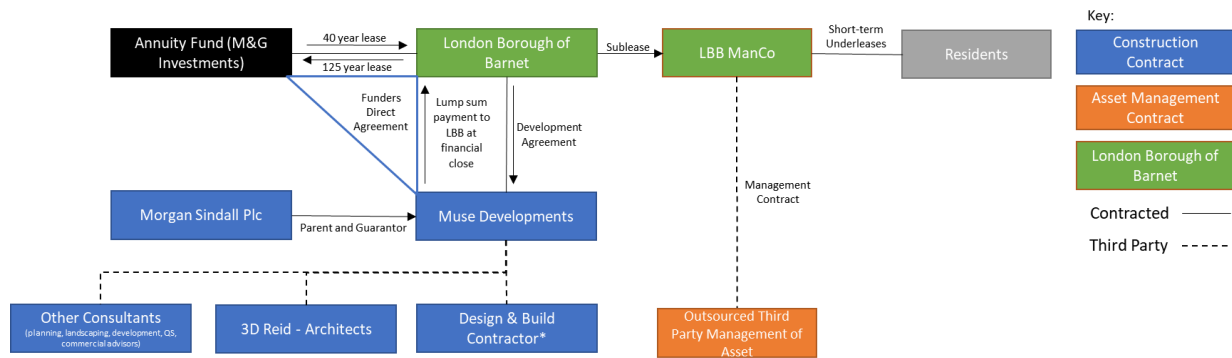 Annuity Fund (M&G
Investments)
40 year lease
125 year lease
London Borough of
Barnet
Sublease
LBB ManCo
Short-term
Underleases
Residents
Key:
Construction
Contract
Asset Management
Contract
London Borough of
Barnet
Contracted
Third Party
Funders
Direct
Agreement
Lump sum
payment to
LBB at
financial
close
Development
Agreement
Management
Contract
Morgan Sindall Plc
Parent and Guarantor
Muse Developments
Other Consultants
(planning, landscaping, development, QS,
commercial advisors)
3D Reid - Architects
Design & Build
Contractor*
Outsourced Third
Party Management of
Asset